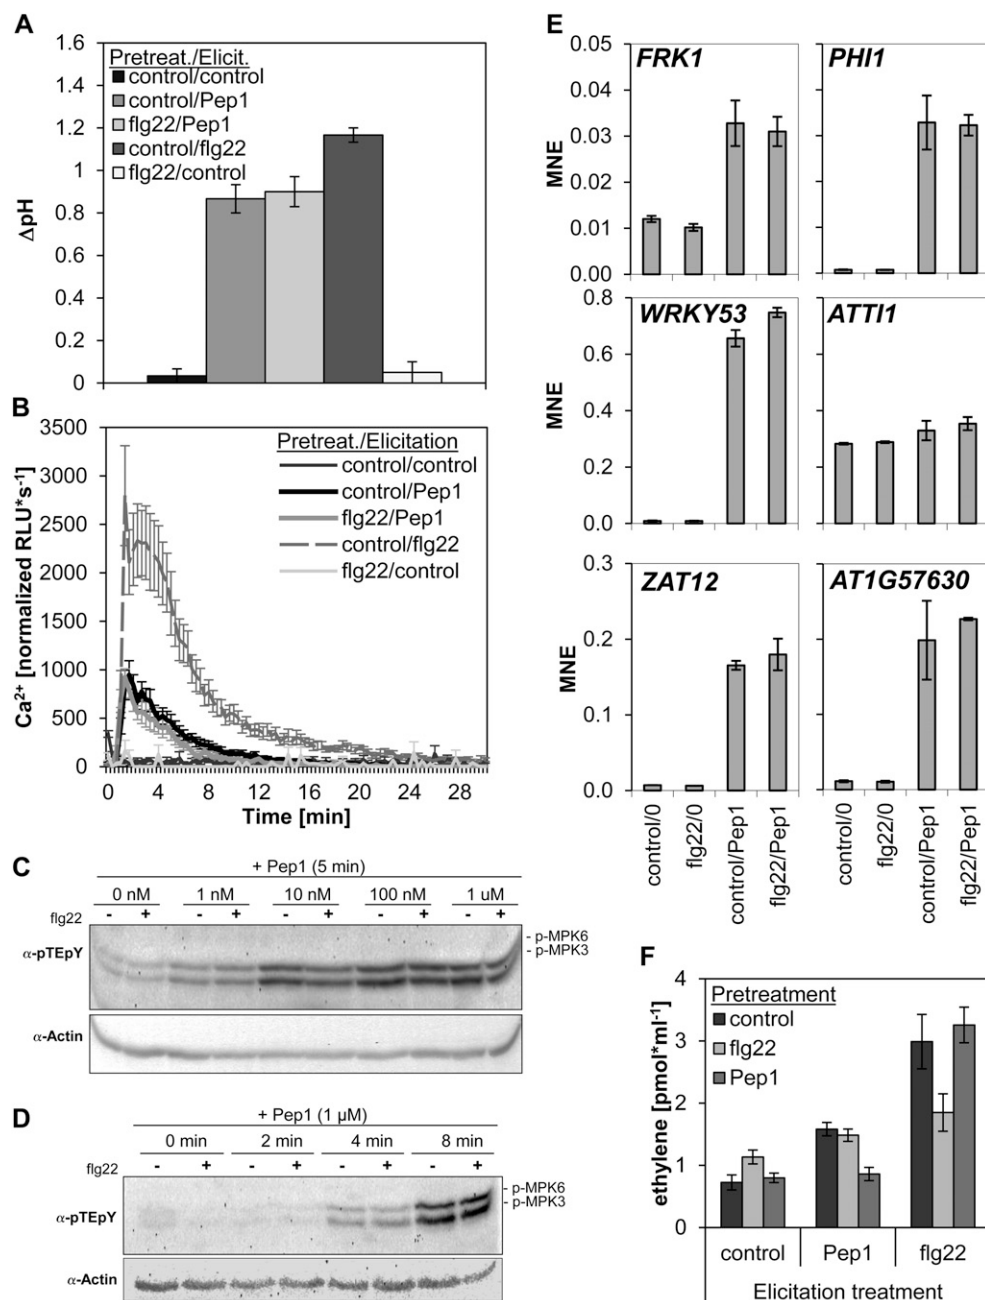 A
1.6
1.4
1.2
1
0.8
0.6
0.4
0.2
0
ΔpH
Pretreat./Elicit.
control/control
control/Pep1
flg22/Pep1
control/flg22
flg22/control
B
3500
3000
2500
2000
1500
1000
500
0
Ca²⁺ [normalized RLU*s⁻¹]
Pretreat./Elicitation
control/control
control/Pep1
flg22/Pep1
control/flg22
flg22/control
0 4 8 12 16 20 24 28
Time [min]
C
+ Pep1 (5 min)
0 nM 1 nM 10 nM 100 nM 1 uM
flg22 - + - + - + - + - +
- p-MPK6
- p-MPK3
α-pTEpY
α-Actin
D
+ Pep1 (1 µM)
0 min 2 min 4 min 8 min
flg22 - + - + - + - +
- p-MPK6
- p-MPK3
α-pTEpY
α-Actin
E
FRK1 PHI1
0.05
0.04
0.03
0.02
0.01
0.00
MNE
WRKY53 ATTI1
0.8
0.6
0.4
0.2
0.0
MNE
ZAT12 AT1G57630
0.3
0.2
0.1
0.0
MNE
control/0
flg22/0
control/Pep1
flg22/Pep1
control/0
flg22/0
control/Pep1
flg22/Pep1
F
4
3
2
1
0
ethylene [pmol*ml⁻¹]
Pretreatment
control
flg22
Pep1
control Pep1 flg22
Elicitation treatment